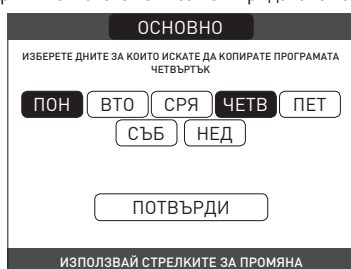 ОСНОВНО
ИЗБЕРЕТЕ ДНИТЕ ЗА КОИТО ИСКАТЕ ДА КОПИРАТЕ ПРОГРАМАТА
ЧЕТВЪРТЪК
ПОН ВТО СРЯ ЧЕТВ ПЕТ
СЪБ НЕД
ПОТВЪРДИ
ИЗПОЛЗВАЙ СТРЕЛКИТЕ ЗА ПРОМЯНА